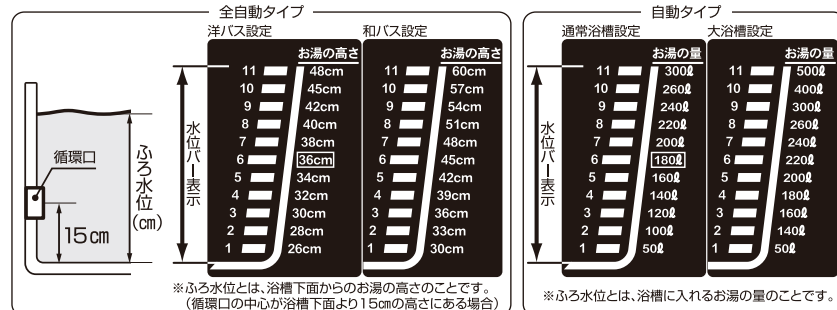 全自動タイプ
洋バス設定
お湯の高さ
11 48cm
10 45cm
9 42cm
8 40cm
7 38cm
6 36cm
5 34cm
4 32cm
3 30cm
2 28cm
1 26cm
水位バー表示
和バス設定
お湯の高さ
11 60cm
10 57cm
9 54cm
8 51cm
7 48cm
6 45cm
5 42cm
4 39cm
3 36cm
2 33cm
1 30cm
循環口
15cm
ふろ水位(cm)
※ふろ水位とは、浴槽下面からのお湯の高さのことです。
(循環口の中心が浴槽下面より15cmの高さにある場合)
自動タイプ
通常浴槽設定
お湯の量
11 300ℓ
10 260ℓ
9 240ℓ
8 220ℓ
7 200ℓ
6 180ℓ
5 160ℓ
4 140ℓ
3 120ℓ
2 100ℓ
1 50ℓ
水位バー表示
大浴槽設定
お湯の量
11 500ℓ
10 400ℓ
9 300ℓ
8 260ℓ
7 240ℓ
6 220ℓ
5 200ℓ
4 180ℓ
3 160ℓ
2 140ℓ
1 50ℓ
※ふろ水位とは、浴槽に入れるお湯の量のことです。